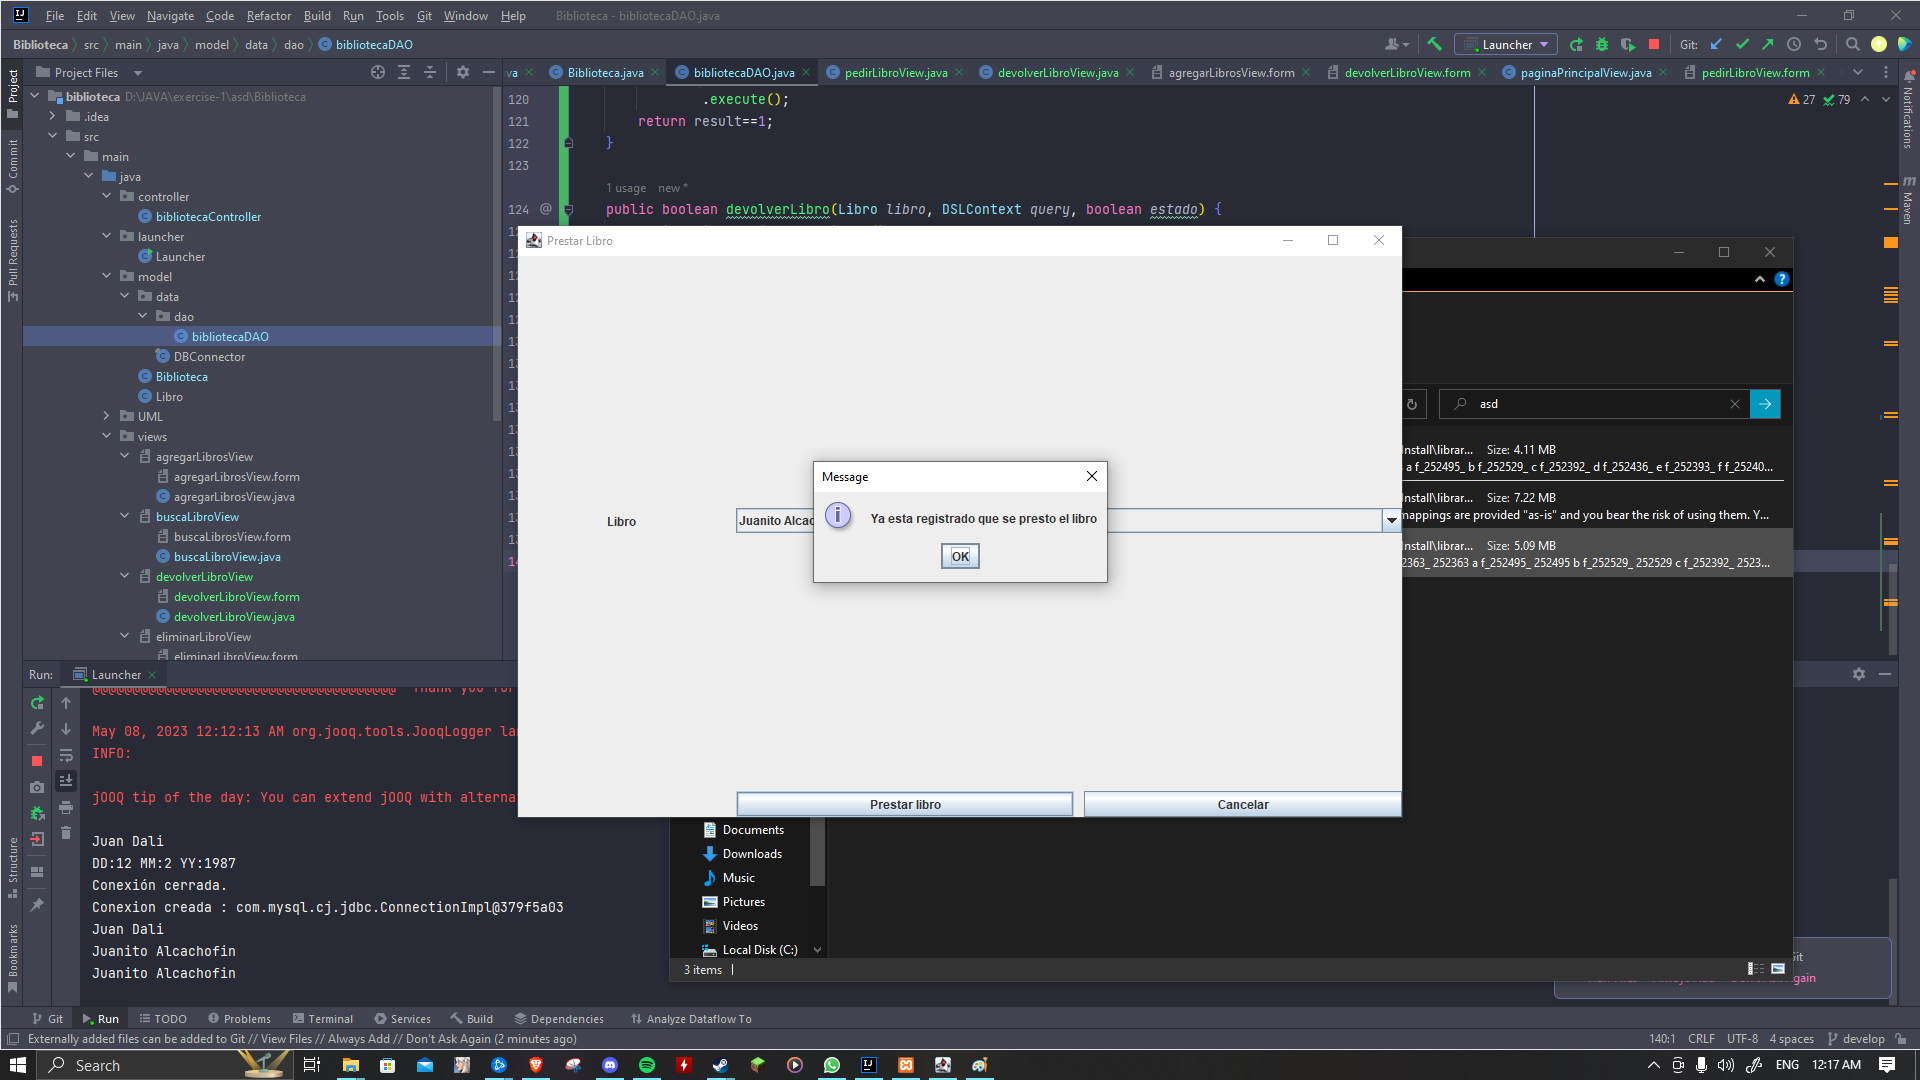 File Edit View Navigate Code Refactor Build Run Tools Git Window Help Biblioteca - bibliotecaDAO.java
Biblioteca src main java model data dao bibliotecaDAO
Launcher
Git:
Project Files
va
Biblioteca.java
bibliotecaDAO.java
pedirLibroView.java
devolverLibroView.java
agregarLibrosView.form
devolverLibroView.form
paginaPrincipalView.java
pedirLibroView.form
Project
Commit
Pull Requests
Structure
Bookmarks
Notifications
Maven
biblioteca D:\JAVA\exercise-1\asd\Biblioteca
.idea
src
main
java
controller
bibliotecaController
launcher
Launcher
model
data
dao
bibliotecaDAO
DBConnector
Biblioteca
Libro
UML
views
agregarLibrosView
agregarLibrosView.form
agregarLibrosView.java
buscaLibroView
buscaLibroView.form
buscaLibroView.java
devolverLibroView
devolverLibroView.form
devolverLibroView.java
eliminarLibroView
eliminarLibroView.form
27 79
120 .execute();
121 return result==1;
122 }
123
1 usage new *
124 @ public boolean devolverLibro(Libro libro, DSLContext query, boolean estado) {
Prestar Libro
Libro
Juanito Alcac
Message
Ya esta registrado que se presto el libro
OK
Prestar libro
Cancelar
asd
nstall\librar... Size: 4.11 MB
a f_252495_ b f_252529_ c f_252392_ d f_252436_ e f_252393_ f f_25240...
nstall\librar... Size: 7.22 MB
mappings are provided "as-is" and you bear the risk of using them. Y...
nstall\librar... Size: 5.09 MB
2363_ 252363 a f_252495_ 252495 b f_252529_ 252529 c f_252392_ 2523...
Documents
Downloads
Music
Pictures
Videos
Local Disk (C:)
3 items
Run: Launcher
May 08, 2023 12:12:13 AM org.jooq.tools.JooqLogger
INFO:
jOOQ tip of the day: You can extend jOOQ with
Juan Dali
DD:12 MM:2 YY:1987
Conexión cerrada.
Conexion creada : com.mysql.cj.jdbc.ConnectionImpl@379f5a03
Juan Dali
Juanito Alcachofin
Juanito Alcachofin
Git Run TODO Problems Terminal Services Build Dependencies Analyze Dataflow To
Externally added files can be added to Git // View Files // Always Add // Don't Ask Again (2 minutes ago)
140:1 CRLF UTF-8 4 spaces develop
Search
ENG 12:17 AM